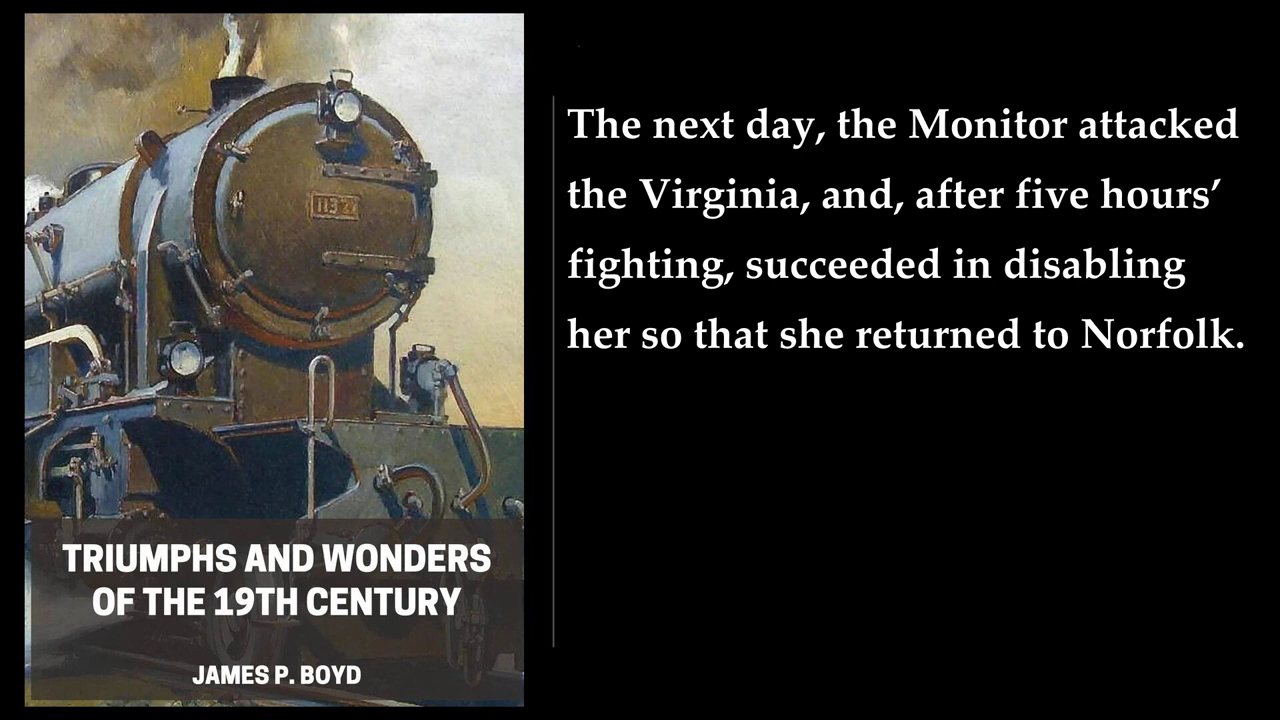 The next day, the Monitor attacked
the Virginia, and, after five hours’
fighting, succeeded in disabling
her so that she returned to Norfolk.
TRIUMPHS AND WONDERS
OF THE 19TH CENTURY
JAMES P. BOYD